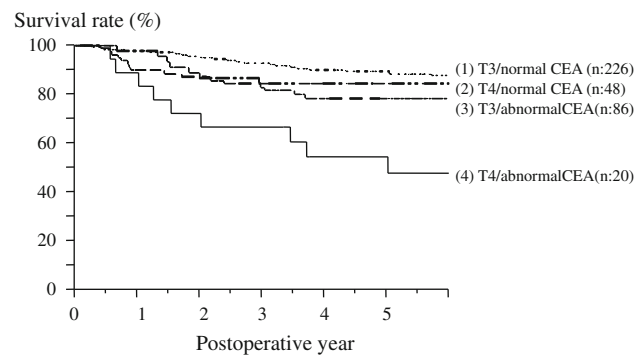 Survival rate (%)
100
80
60
40
20
0
0 1 2 3 4 5
Postoperative year
(1) T3/normal CEA (n:226)
(2) T4/normal CEA (n:48)
(3) T3/abnormalCEA(n:86)
(4) T4/abnormalCEA(n:20)